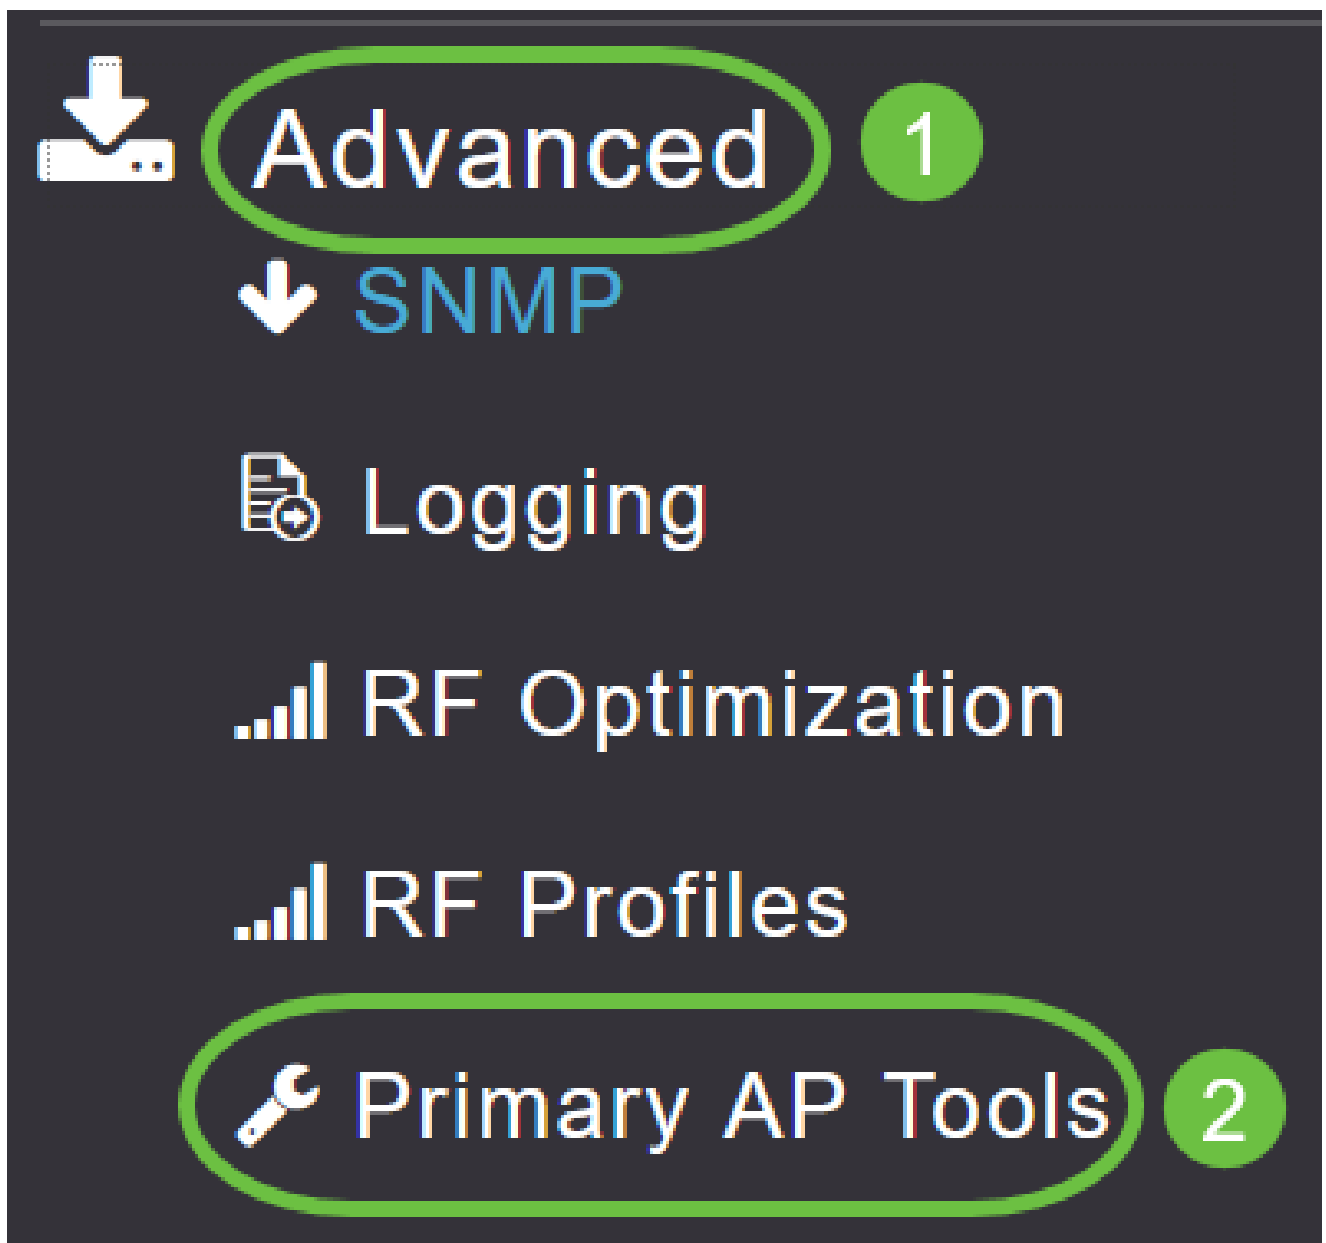 Advanced 1
SNMP
Logging
RF Optimization
RF Profiles
Primary AP Tools 2